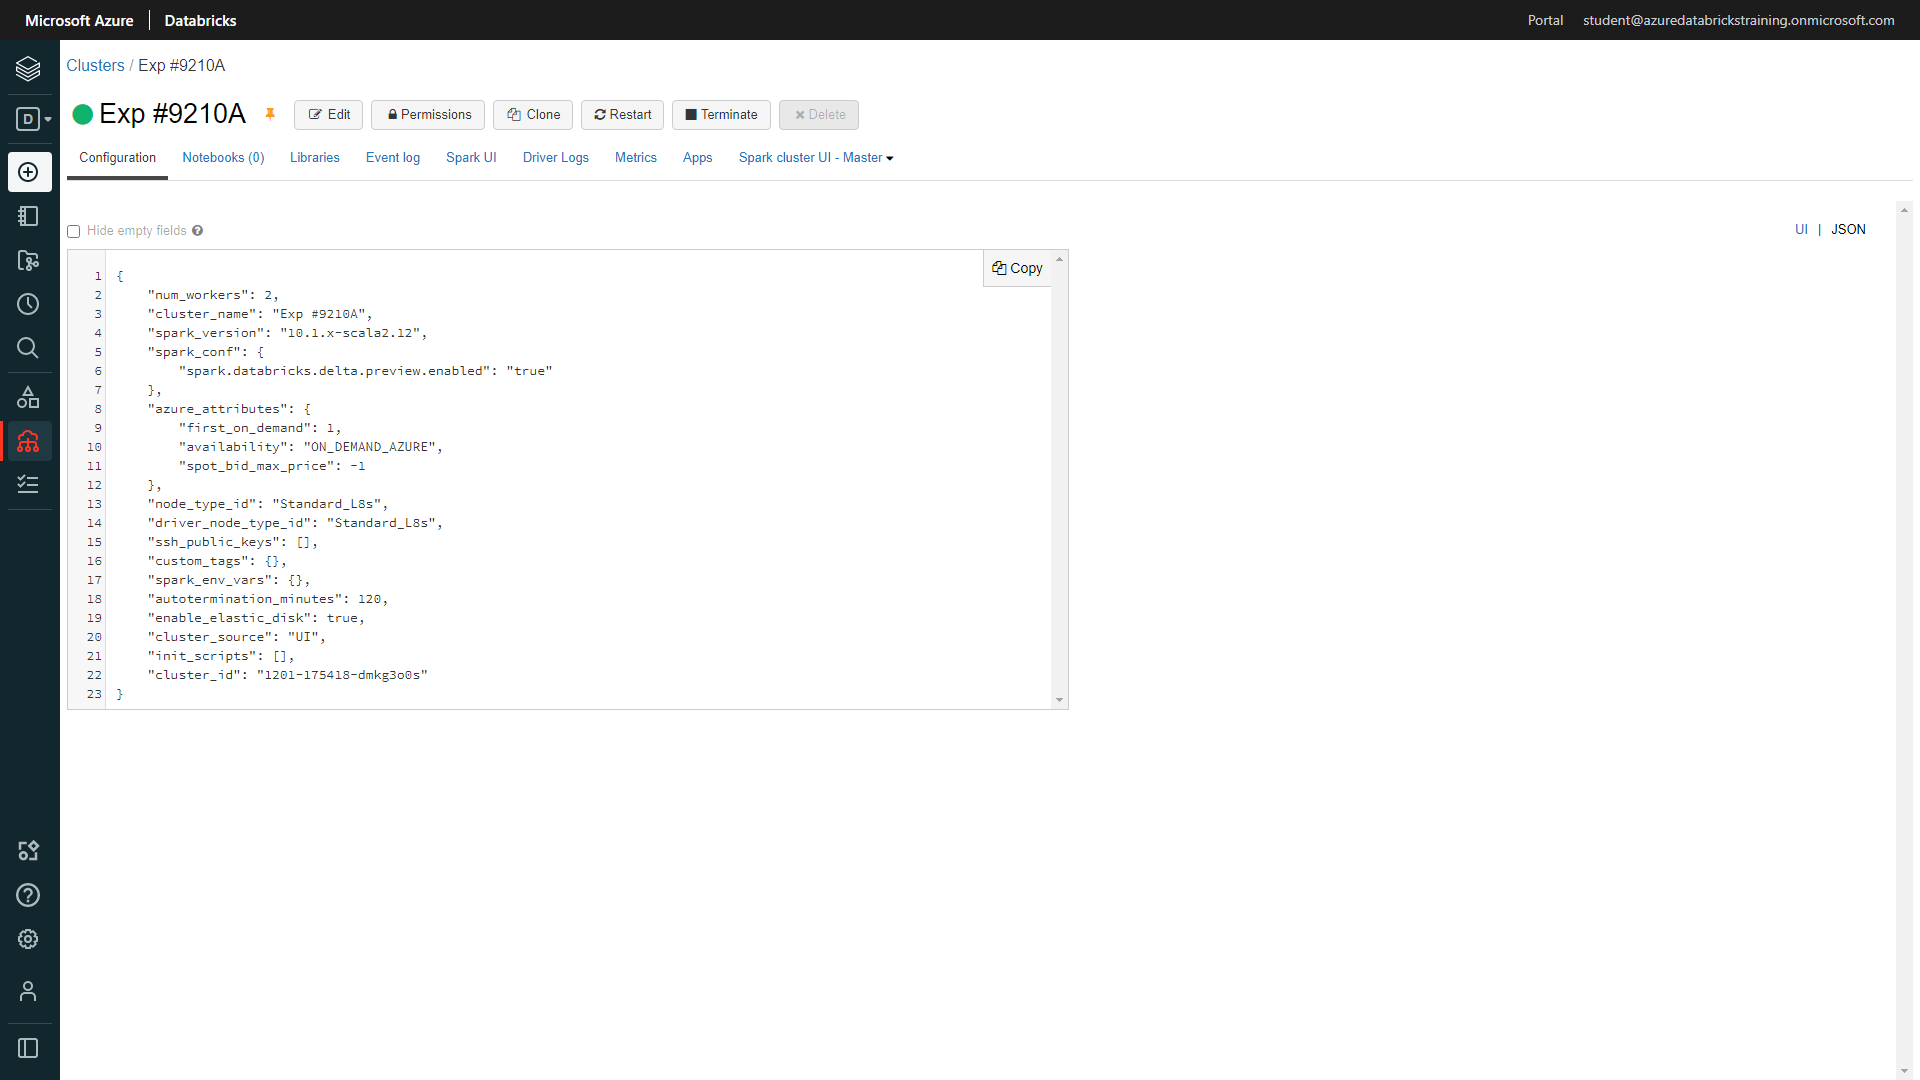 Microsoft Azure | Databricks Portal student@azuredatabrickstraining.onmicrosoft.com
Clusters / Exp #9210A
D
Exp #9210A Edit Permissions Clone Restart Terminate Delete
Configuration Notebooks (0) Libraries Event log Spark UI Driver Logs Metrics Apps Spark cluster UI - Master
Hide empty fields UI | JSON
Copy
1 {
2 "num_workers": 2,
3 "cluster_name": "Exp #9210A",
4 "spark_version": "10.1.x-scala2.12",
5 "spark_conf": {
6 "spark.databricks.delta.preview.enabled": "true"
7 },
8 "azure_attributes": {
9 "first_on_demand": 1,
10 "availability": "ON_DEMAND_AZURE",
11 "spot_bid_max_price": -1
12 },
13 "node_type_id": "Standard_L8s",
14 "driver_node_type_id": "Standard_L8s",
15 "ssh_public_keys": [],
16 "custom_tags": {},
17 "spark_env_vars": {},
18 "autotermination_minutes": 120,
19 "enable_elastic_disk": true,
20 "cluster_source": "UI",
21 "init_scripts": [],
22 "cluster_id": "1201-175418-dmkg3o0s"
23 }